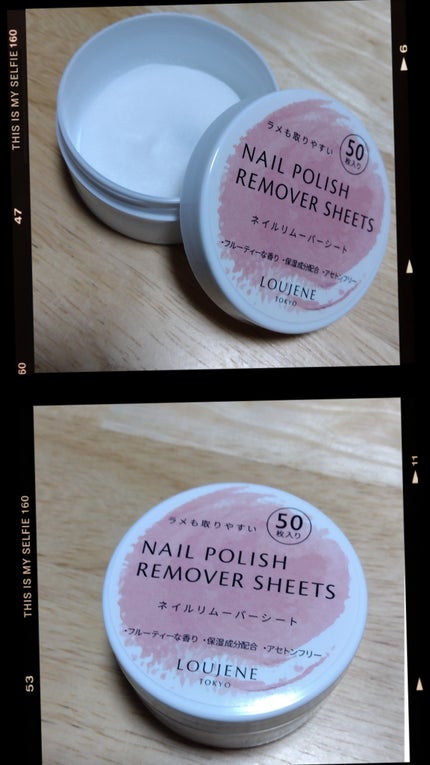 THIS IS MY SELFIE 160
47
60
6
ラメも取りやすい
50
枚入り
NAIL POLISH
REMOVER SHEETS
ネイルリムーバーシート
・フルーティーな香り ・保湿成分配合 ・アセトンフリー
LOUJENE
TOKYO
THIS IS MY SELFIE 160
53
11
ラメも取りやすい
50
枚入り
NAIL POLISH
REMOVER SHEETS
ネイルリムーバーシート
・フルーティーな香り ・保湿成分配合 ・アセトンフリー
LOUJENE
TOKYO